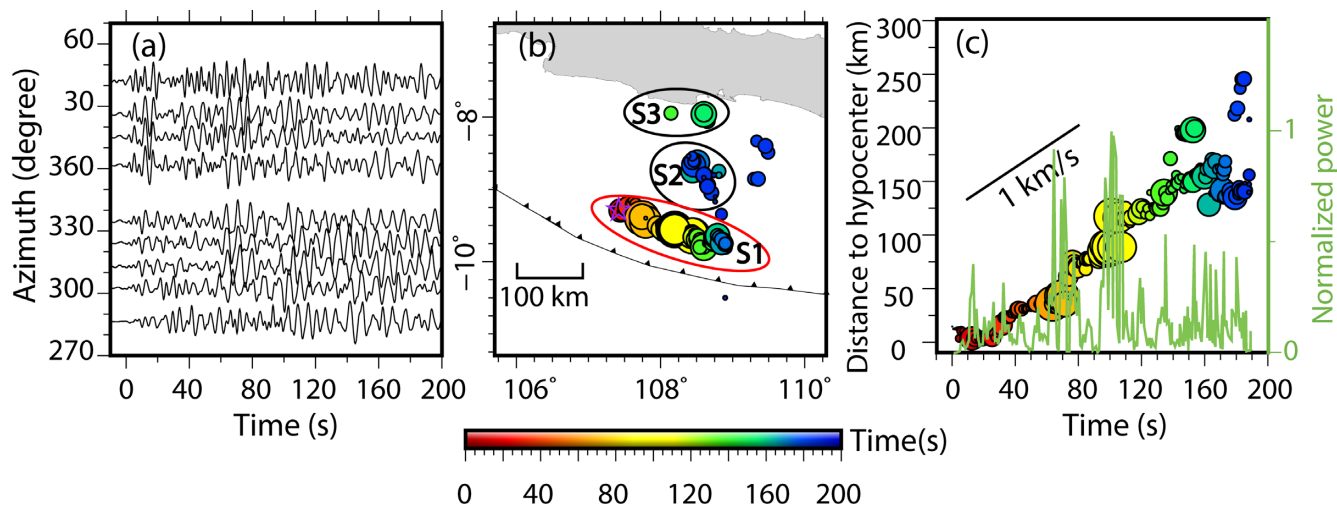 (a)
60
30
360
330
300
270
Azimuth (degree)
0 40 80 120 160 200
Time (s)
(b)
−8°
−10°
S3
S2
S1
100 km
106° 108° 110°
(c)
Distance to hypocenter (km)
300
250
200
150
100
50
0
1 km/s
1
0
Normalized power
0 40 80 120 160 200
Time (s)
Time(s)
0 40 80 120 160 200